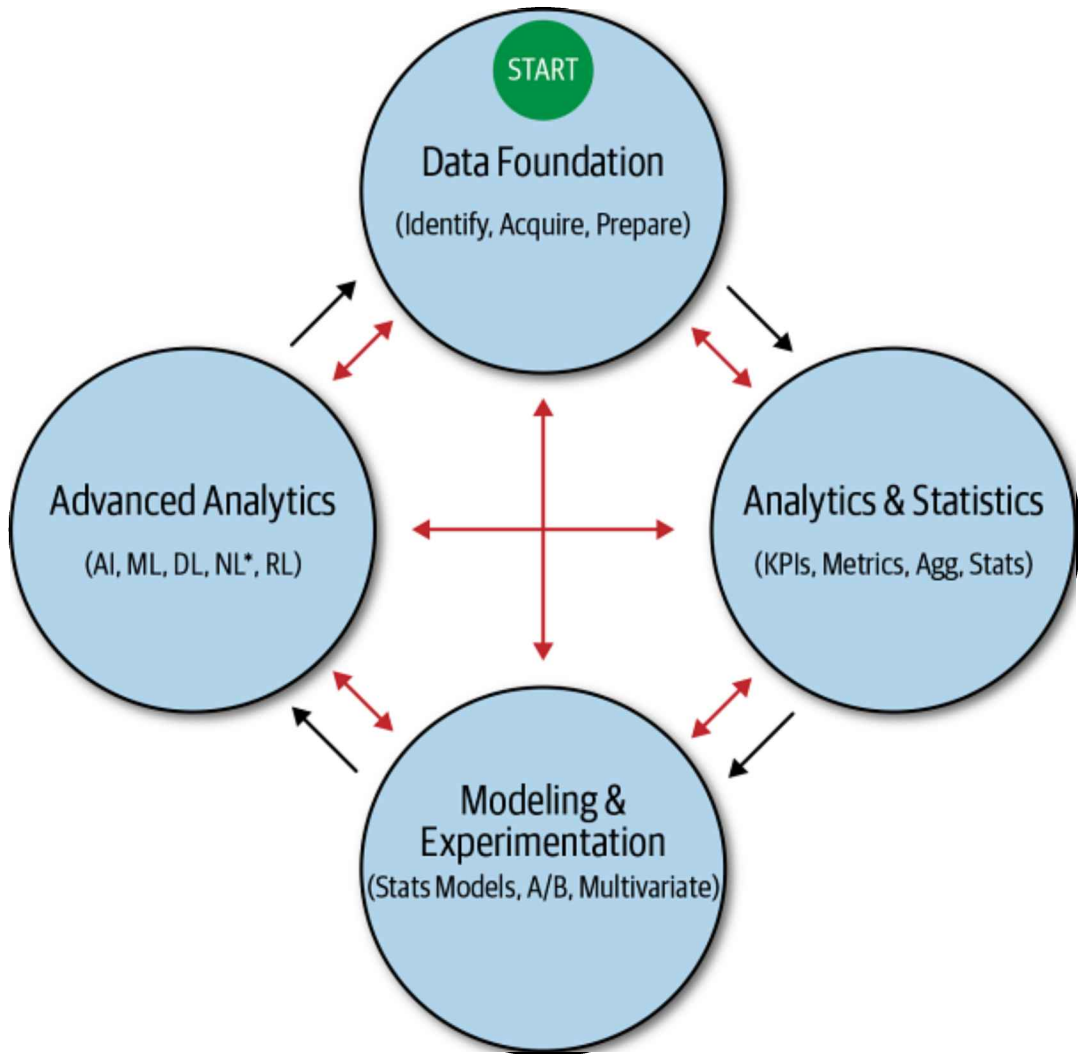 START
Data Foundation
(Identify, Acquire, Prepare)
Advanced Analytics
(AI, ML, DL, NL*, RL)
Analytics & Statistics
(KPIs, Metrics, Agg, Stats)
Modeling &
Experimentation
(Stats Models, A/B, Multivariate)